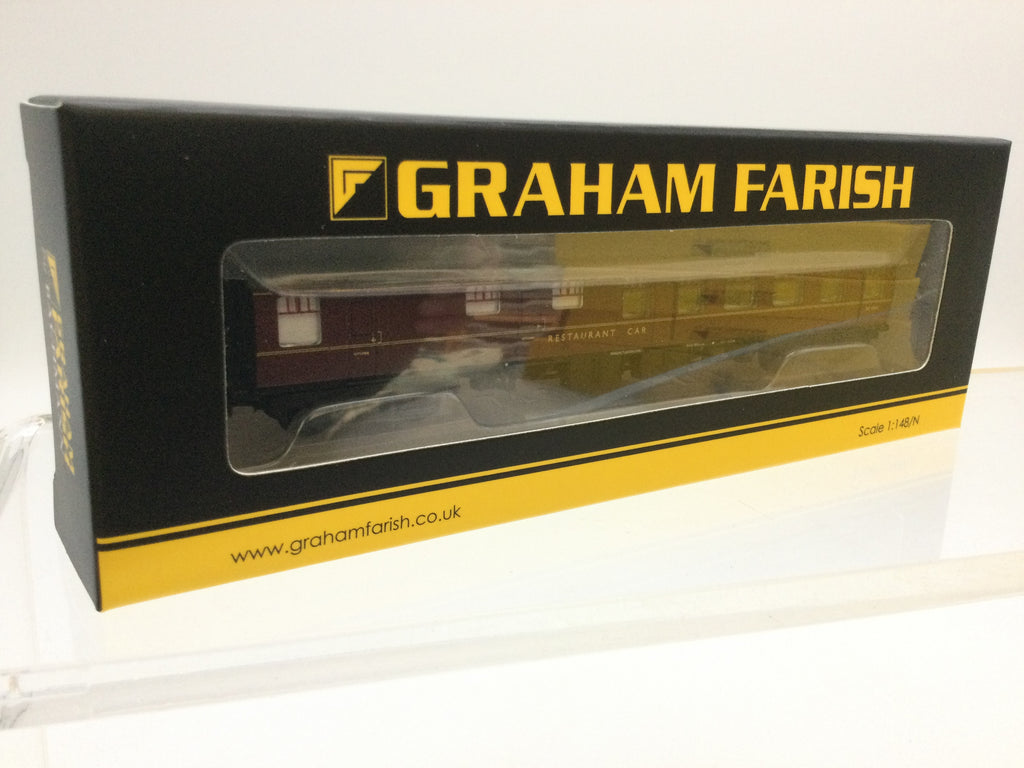 GRAHAM FARISH
RESTAURANT CAR
Scale 1:148/N
www.grahamfarish.co.uk